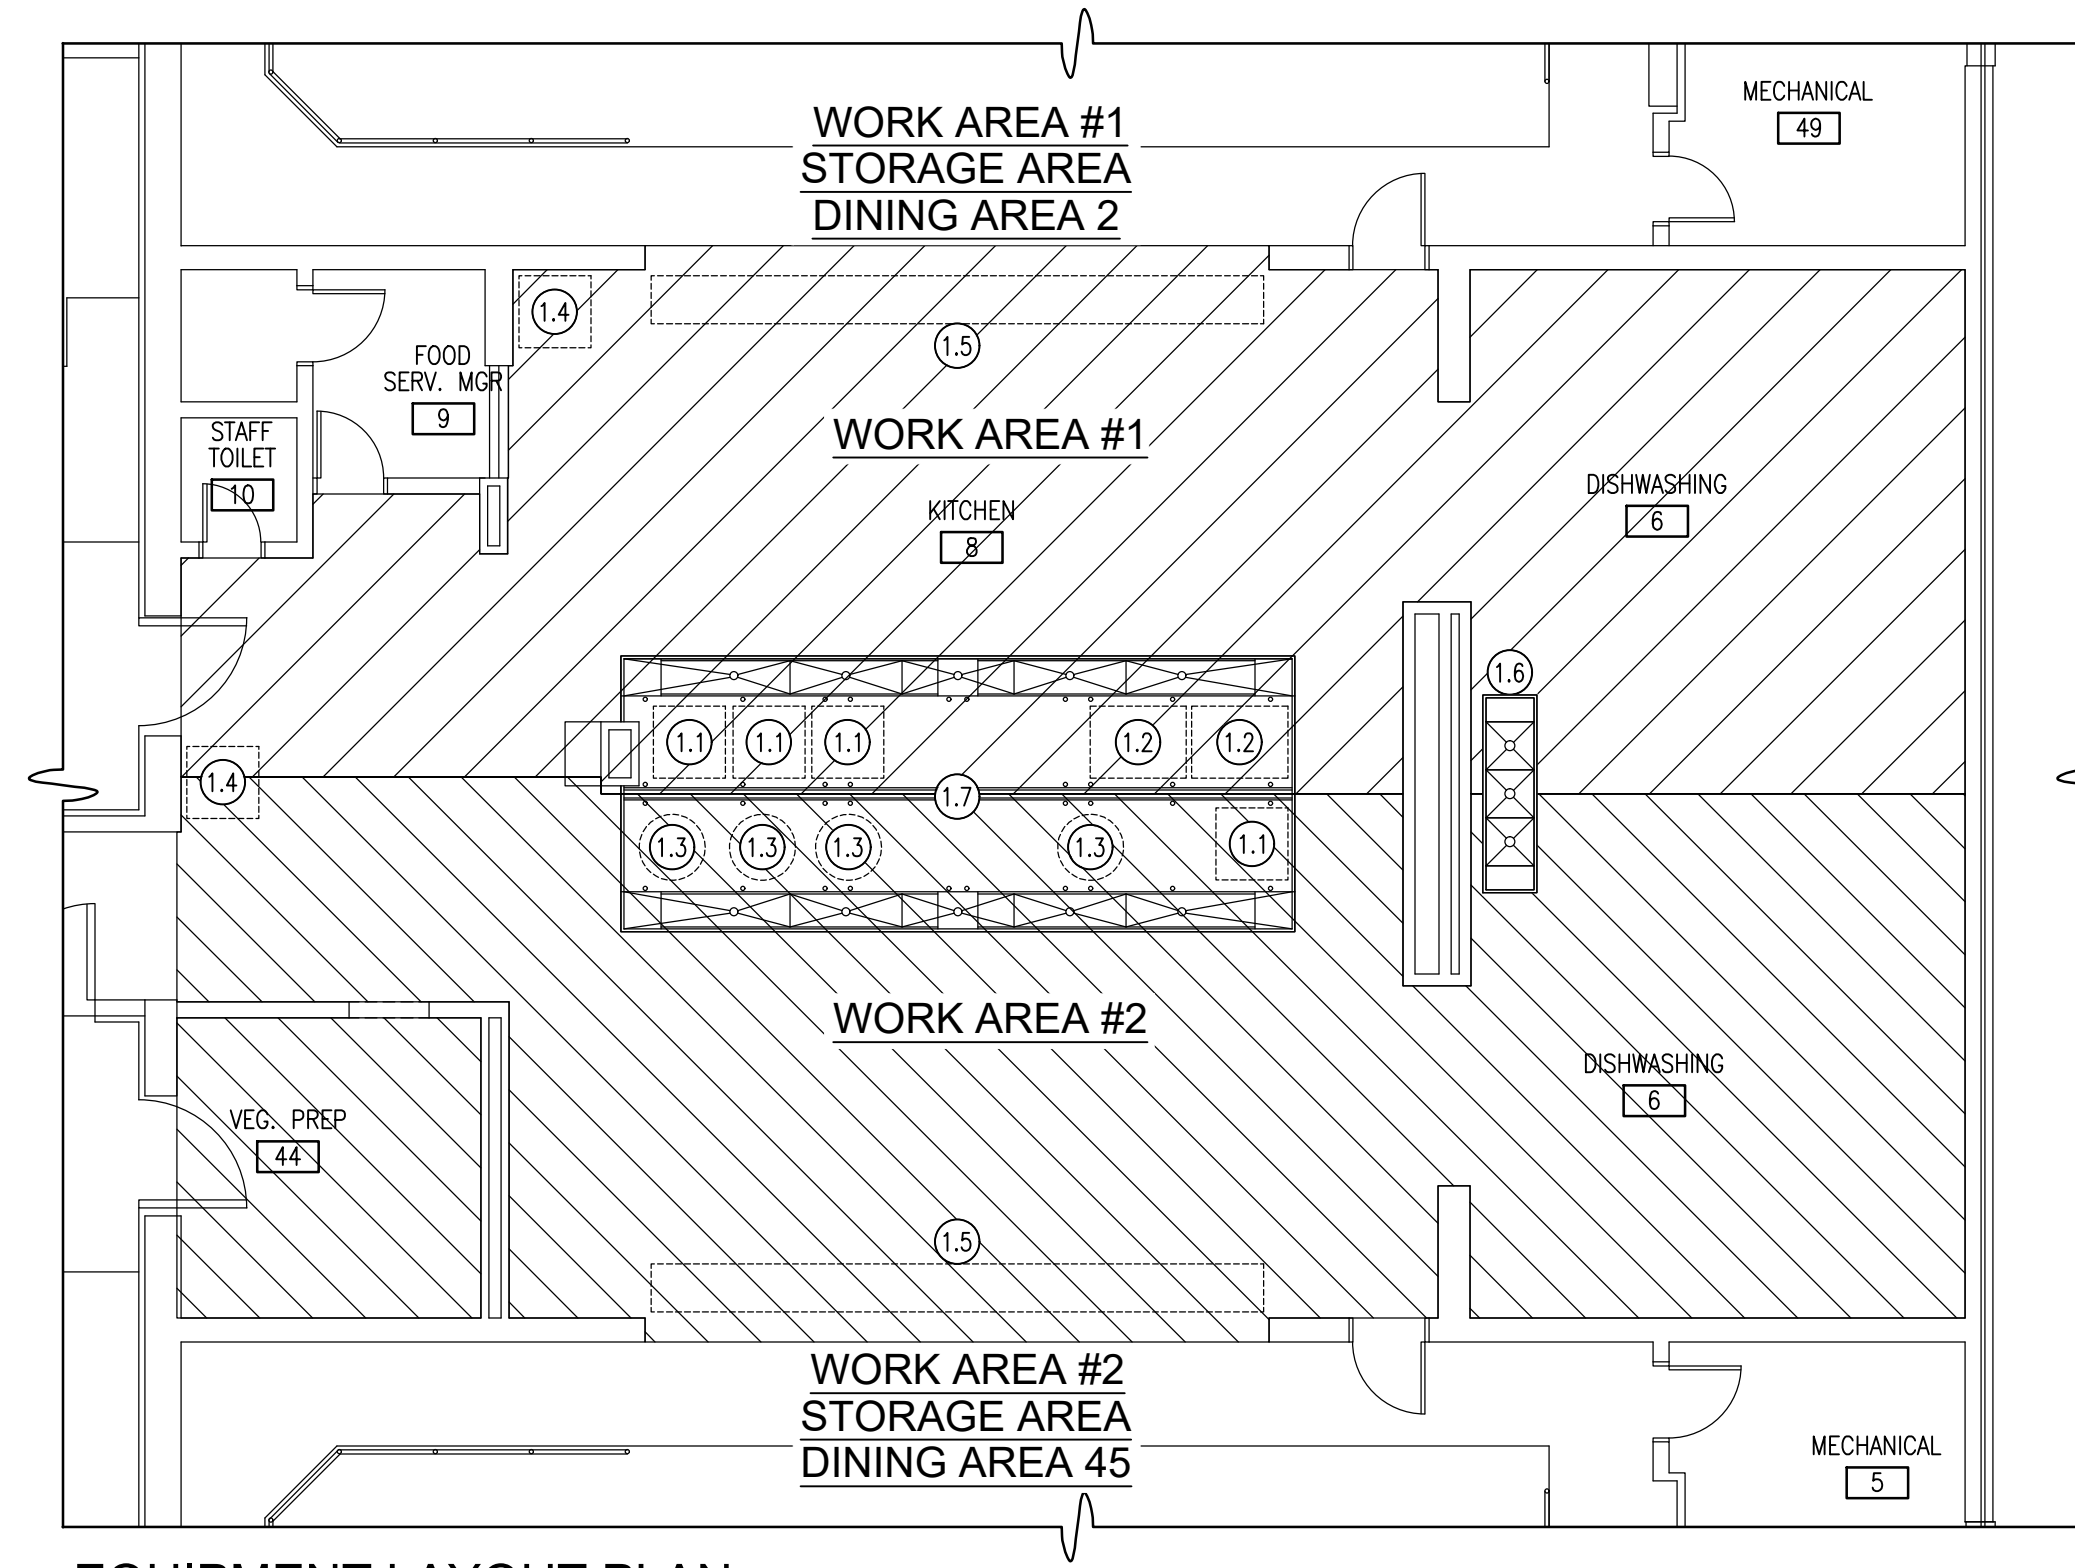 WORK AREA #1
STORAGE AREA
DINING AREA 2
MECHANICAL
49
1.4
1.5
FOOD
SERV. MGR
9
STAFF
TOILET
10
WORK AREA #1
KITCHEN
8
DISHWASHING
6
1.6
1.1
1.1
1.1
1.2
1.2
1.4
1.7
1.3
1.3
1.3
1.3
1.1
WORK AREA #2
DISHWASHING
6
VEG. PREP
44
1.5
WORK AREA #2
STORAGE AREA
DINING AREA 45
MECHANICAL
5
EQUIPMENT LAYOUT PLAN